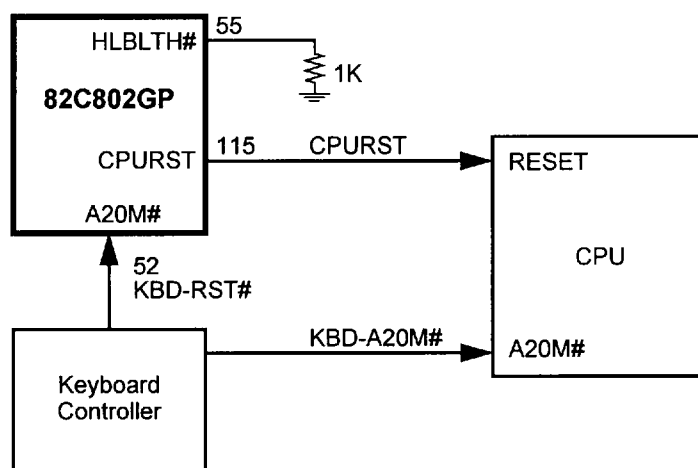 HLBLTH#
55
1K
82C802GP
CPURST
115
CPURST
RESET
A20M#
CPU
52
KBD-RST#
KBD-A20M#
A20M#
Keyboard
Controller